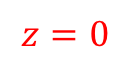 z = 0